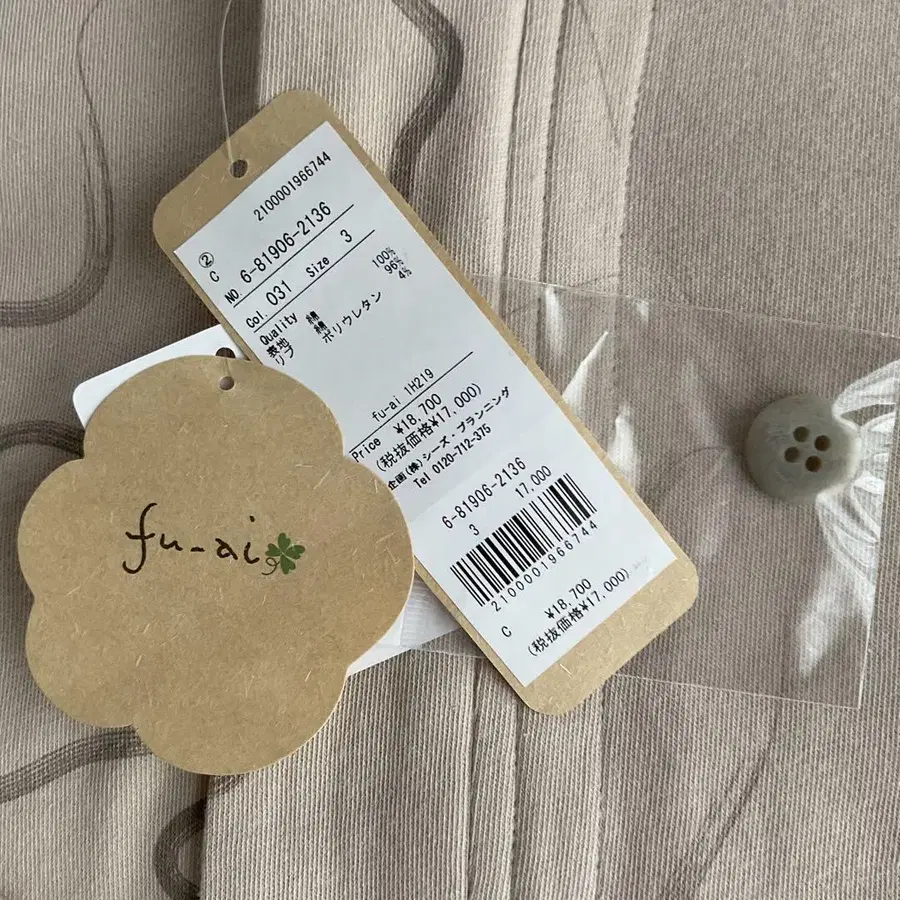 2100001966744
②
C
NO. 6-81906-2136
Col. 031 Size 3
Quality
表地 綿 100%
リブ 綿 96%
ポリウレタン 4%
fu-ai 1H219
Price ¥18,700
(税抜価格¥17,000)
企画(株)シーズ・プランニング
Tel 0120-712-375
6-81906-2136
3 17,000
2100001966744
C ¥18,700
(税抜価格¥17,000)
fu-ai